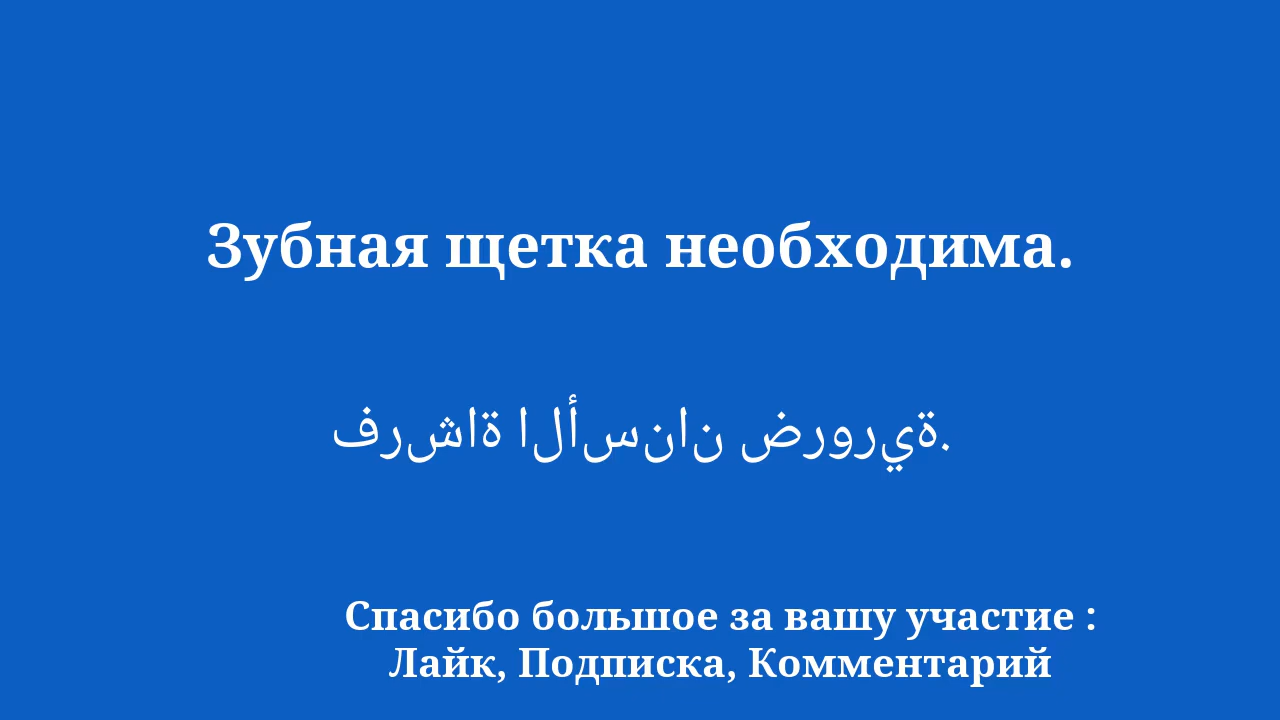 Зубная щетка необходима.
فرشاة الأسنان ضرورية.
Спасибо большое за вашу участие :
Лайк, Подписка, Комментарий